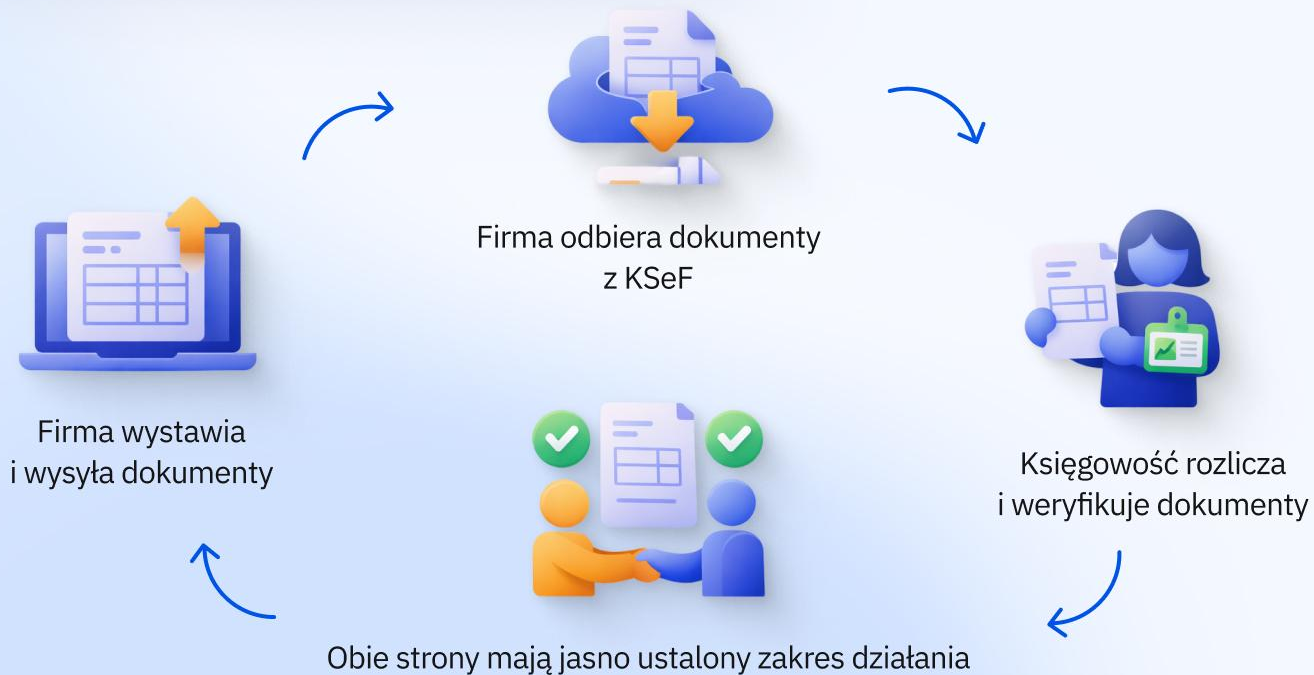 Firma odbiera dokumenty
z KSeF
Firma wystawia
i wysyła dokumenty
Księgowość rozlicza
i weryfikuje dokumenty
Obie strony mają jasno ustalony zakres działania